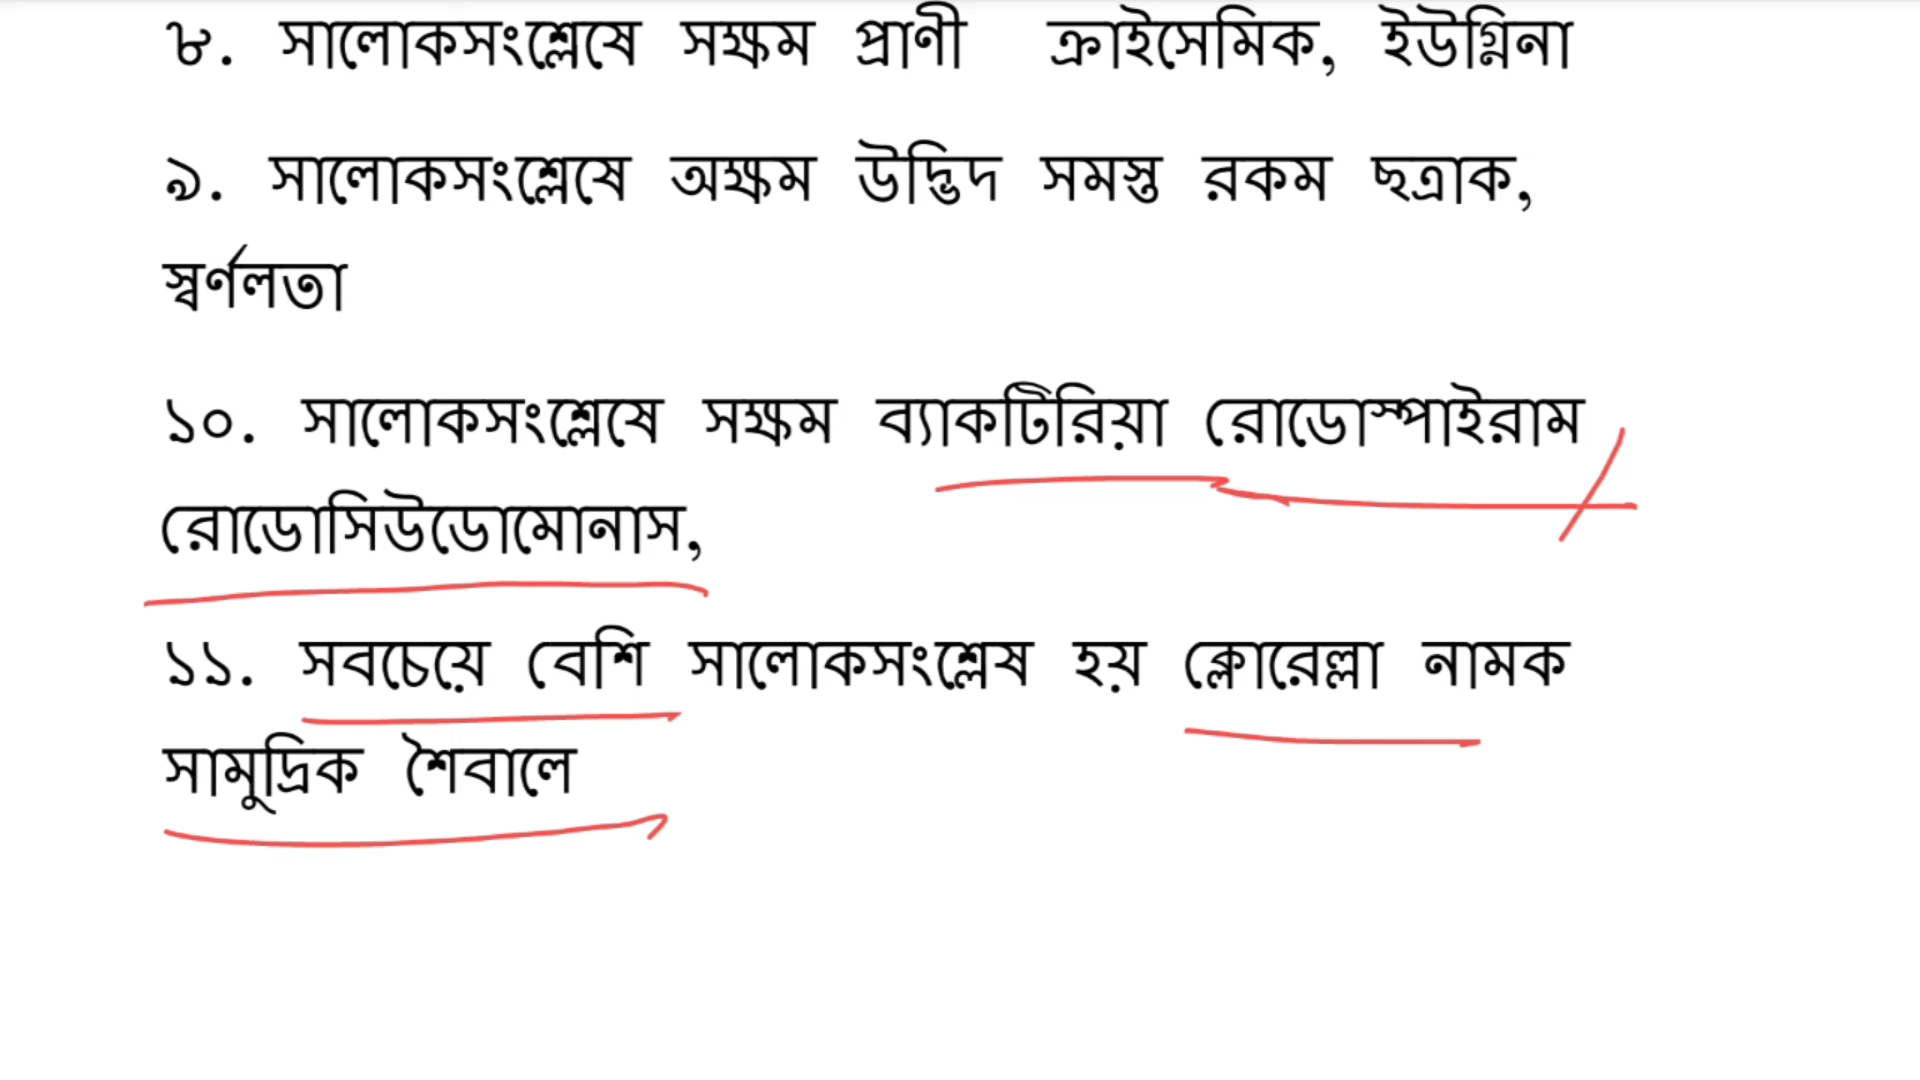 ৮. সালোকসংশ্লেষে সক্ষম প্রাণী ক্রাইসেমিক, ইউগ্লিনা
৯. সালোকসংশ্লেষে অক্ষম উদ্ভিদ সমস্ত রকম ছত্রাক,
স্বর্ণলতা
১০. সালোকসংশ্লেষে সক্ষম ব্যাকটিরিয়া রোডোস্পাইরাম
রোডোসিউডোমোনাস,
১১. সবচেয়ে বেশি সালোকসংশ্লেষ হয় ক্লোরেল্লা নামক
সামুদ্রিক শৈবালে